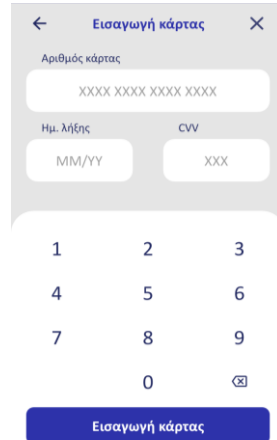 Εισαγωγή κάρτας
Αριθμός κάρτας
XXXX XXXX XXXX XXXX
Ημ. λήξης CVV
MM/YY XXX
1 2 3
4 5 6
7 8 9
0
Εισαγωγή κάρτας